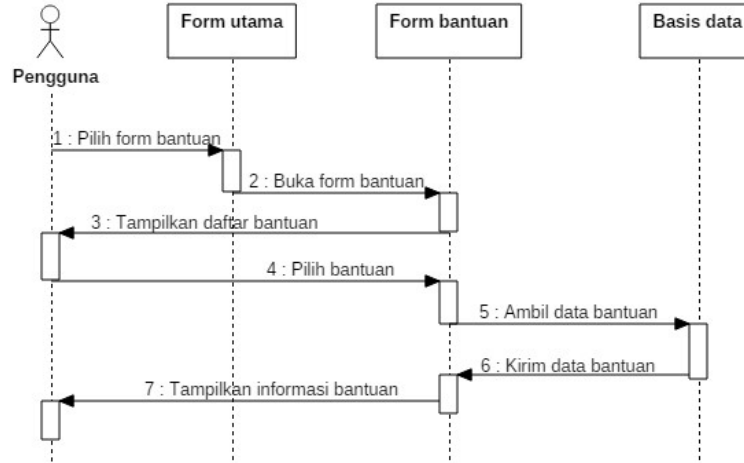 Form utama
Form bantuan
Basis data
Pengguna
1 : Pilih form bantuan
2 : Buka form bantuan
3 : Tampilkan daftar bantuan
4 : Pilih bantuan
5 : Ambil data bantuan
6 : Kirim data bantuan
7 : Tampilkan informasi bantuan